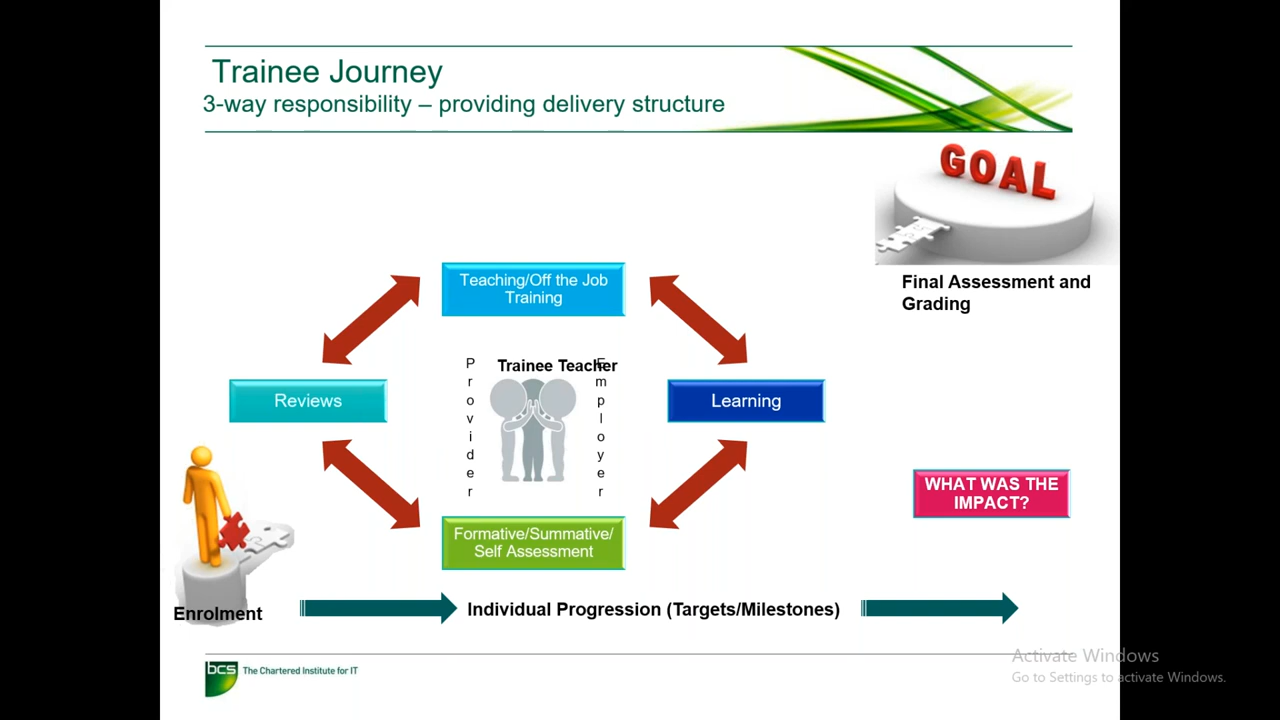 Trainee Journey
3-way responsibility – providing delivery structure
GOAL
Final Assessment and
Grading
Teaching/Off the Job
Training
Trainee Teacher
Provider
Employer
Reviews
Learning
WHAT WAS THE
IMPACT?
Formative/Summative/
Self Assessment
Enrolment
Individual Progression (Targets/Milestones)
bcs
The Chartered Institute for IT
Activate Windows
Go to Settings to activate Windows.